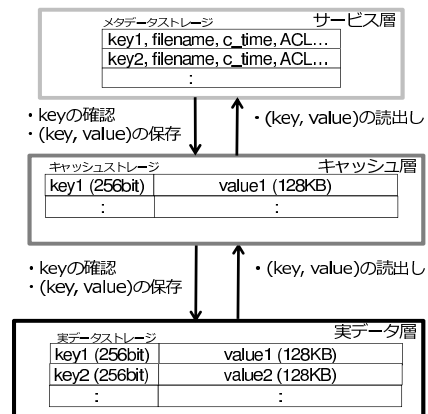 サービス層
メタデータストレージ
key1, filename, c_time, ACL...
key2, filename, c_time, ACL...
:
・keyの確認
・(key, value)の保存
・(key, value)の読出し
キャッシュ層
キャッシュストレージ
key1 (256bit) value1 (128KB)
: :
・keyの確認
・(key, value)の保存
・(key, value)の読出し
実データ層
実データストレージ
key1 (256bit) value1 (128KB)
key2 (256bit) value2 (128KB)
: :